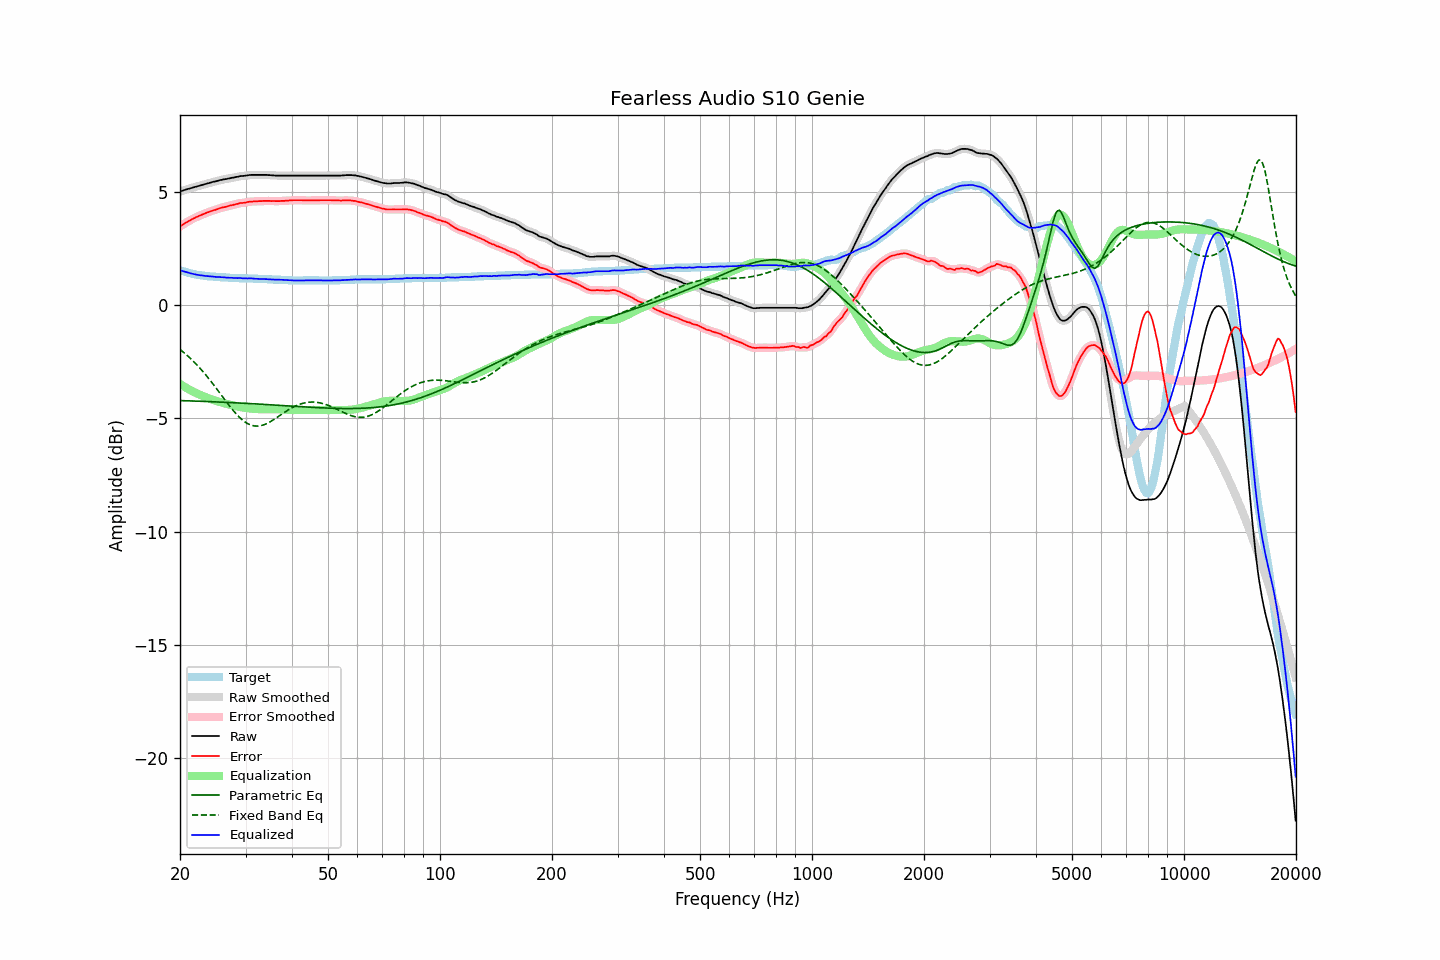 Fearless Audio S10 Genie
Amplitude (dBr)
5
0
−5
−10
−15
−20
Target
Raw Smoothed
Error Smoothed
Raw
Error
Equalization
Parametric Eq
Fixed Band Eq
Equalized
20 50 100 200 500 1000 2000 5000 10000 20000
Frequency (Hz)